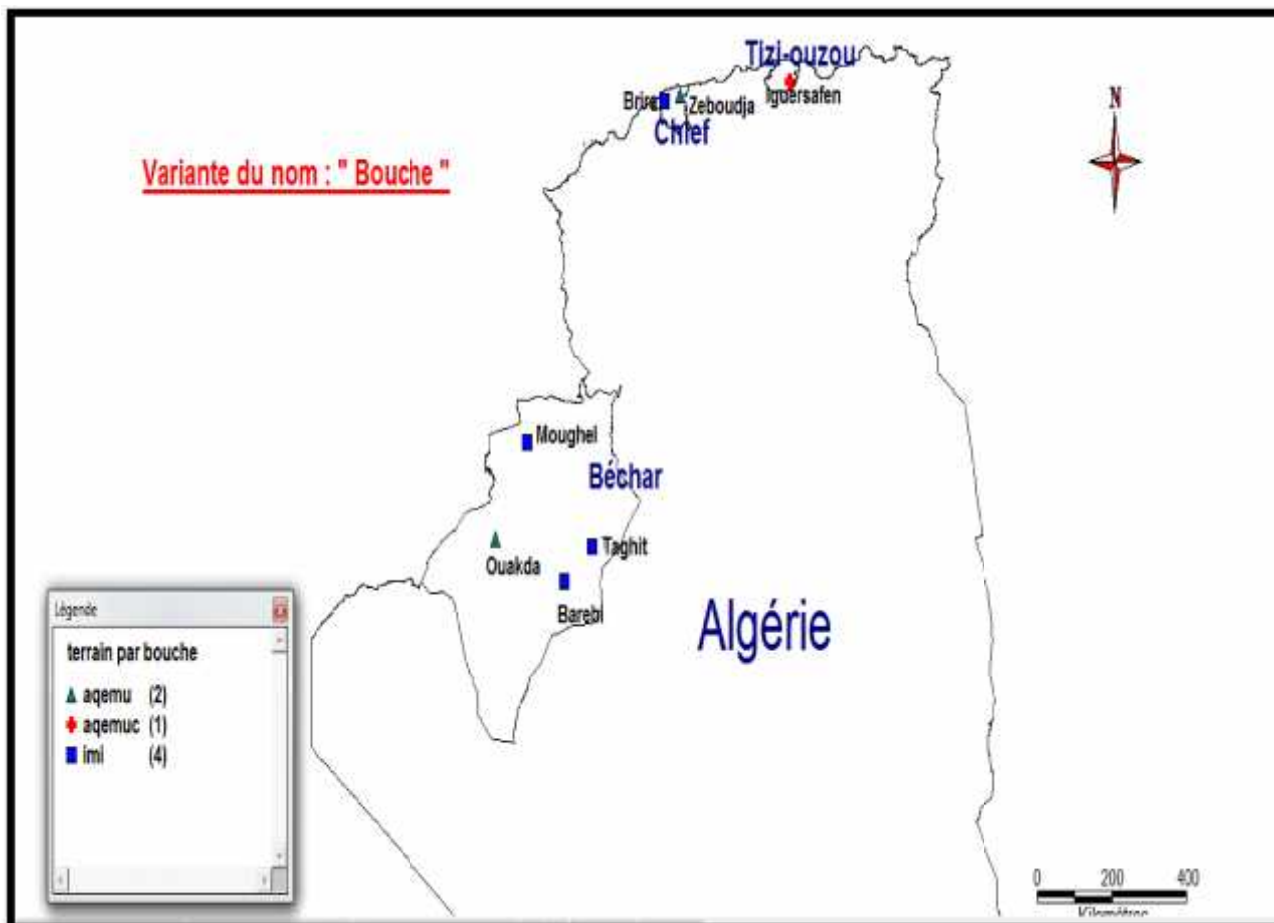 Tizi-ouzou
Iguersafen
Zeboudja
Chlef
N
Variante du nom : " Bouche "
Moughel
Béchar
Taghit
Ouakda
Barebi
Algérie
Légende
terrain par bouche
aqemu (2)
aqemuc (1)
imi (4)
0 200 400
Kilomètres